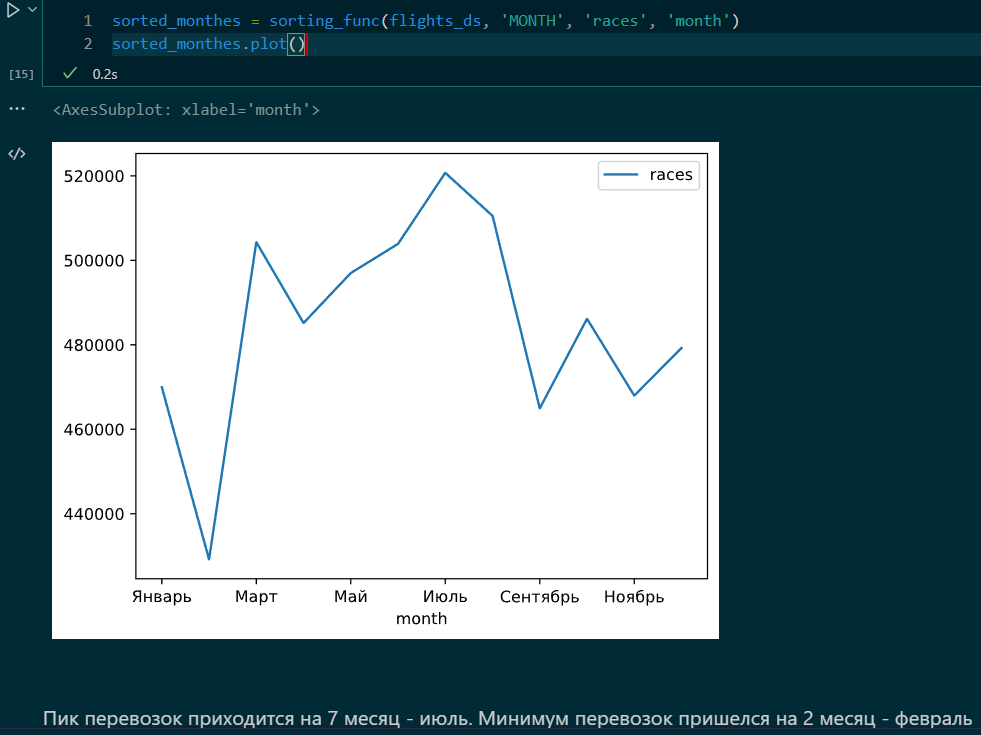 1 sorted_monthes = sorting_func(flights_ds, 'MONTH', 'races', 'month')
2 sorted_monthes.plot()
[15] 0.2s
<AxesSubplot: xlabel='month'>
races
520000
500000
480000
460000
440000
Январь Март Май Июль Сентябрь Ноябрь
month
Пик перевозок приходится на 7 месяц - июль. Минимум перевозок пришелся на 2 месяц - февраль